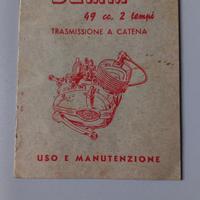 49 cc. 2 tempi
TRASMISSIONE A CATENA
USO E MANUTENZIONE